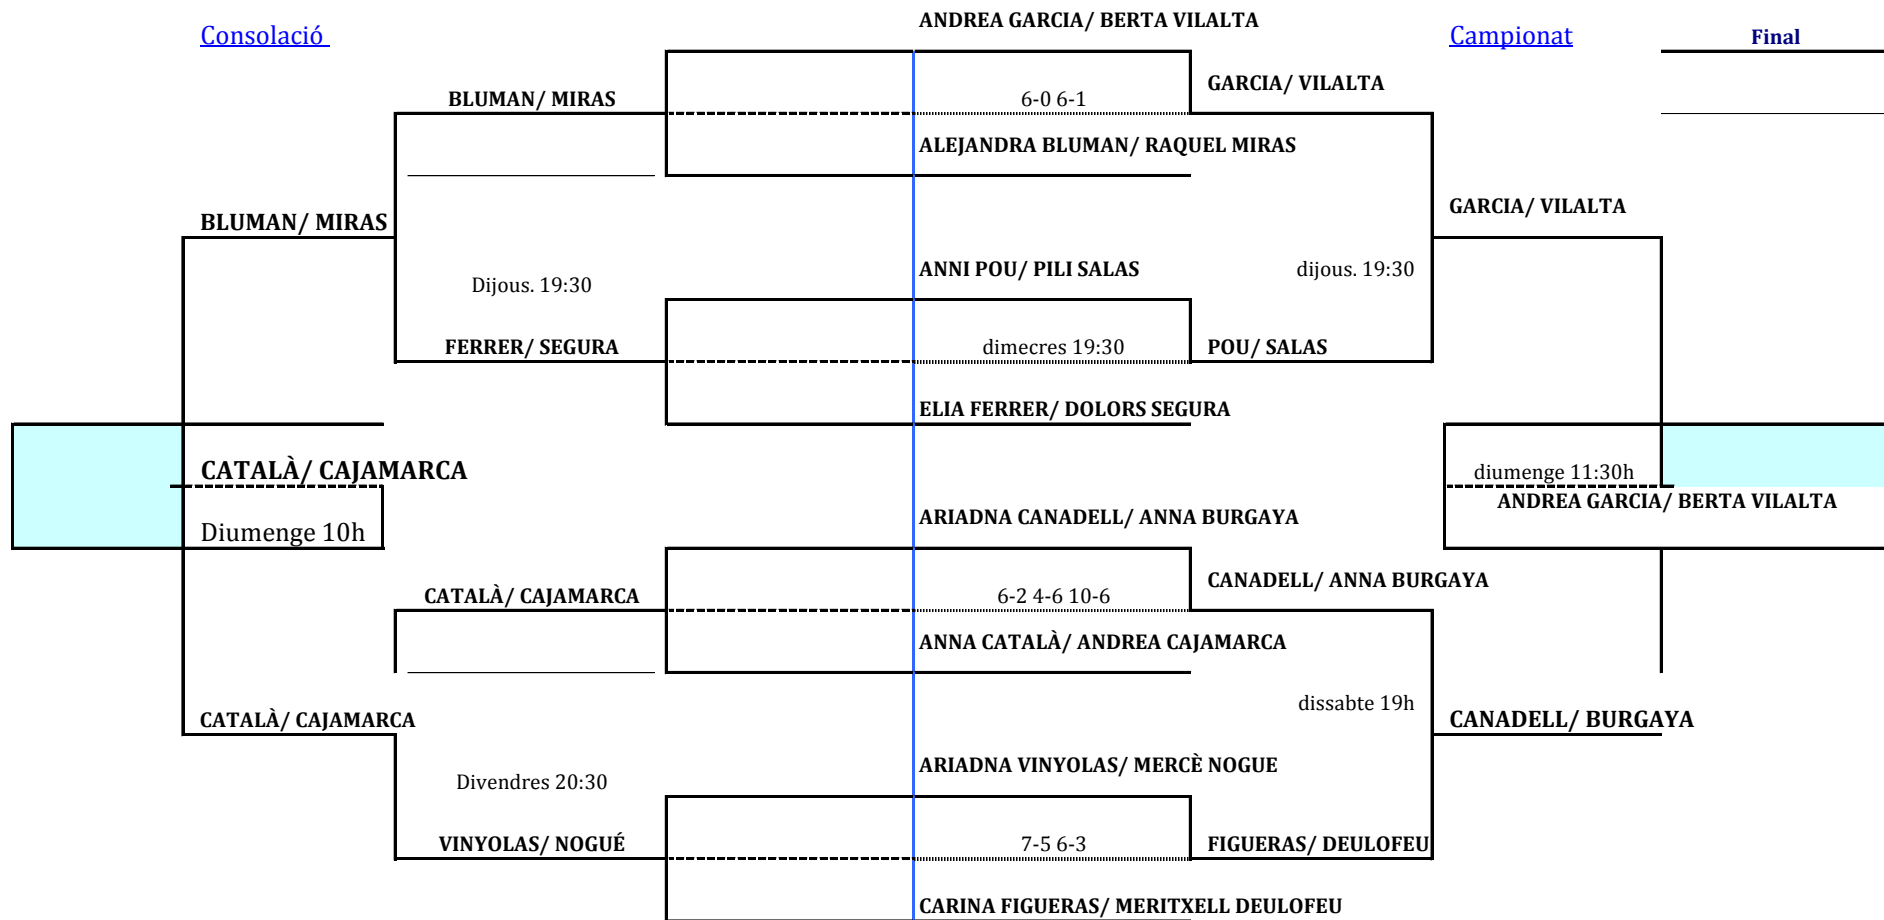 ANDREA GARCIA/ BERTA VILALTA
Consolació
Campionat
Final
GARCIA/ VILALTA
BLUMAN/ MIRAS
6-0 6-1
ALEJANDRA BLUMAN/ RAQUEL MIRAS
GARCIA/ VILALTA
BLUMAN/ MIRAS
ANNI POU/ PILI SALAS
dijous. 19:30
Dijous. 19:30
FERRER/ SEGURA
dimecres 19:30
POU/ SALAS
ELIA FERRER/ DOLORS SEGURA
CATALÀ/ CAJAMARCA
diumenge 11:30h
ANDREA GARCIA/ BERTA VILALTA
ARIADNA CANADELL/ ANNA BURGAYA
Diumenge 10h
CANADELL/ ANNA BURGAYA
CATALÀ/ CAJAMARCA
6-2 4-6 10-6
ANNA CATALÀ/ ANDREA CAJAMARCA
dissabte 19h
CATALÀ/ CAJAMARCA
CANADELL/ BURGAYA
ARIADNA VINYOLAS/ MERCÈ NOGUE
Divendres 20:30
VINYOLAS/ NOGUÉ
7-5 6-3
FIGUERAS/ DEULOFEU
CARINA FIGUERAS/ MERITXELL DEULOFEU